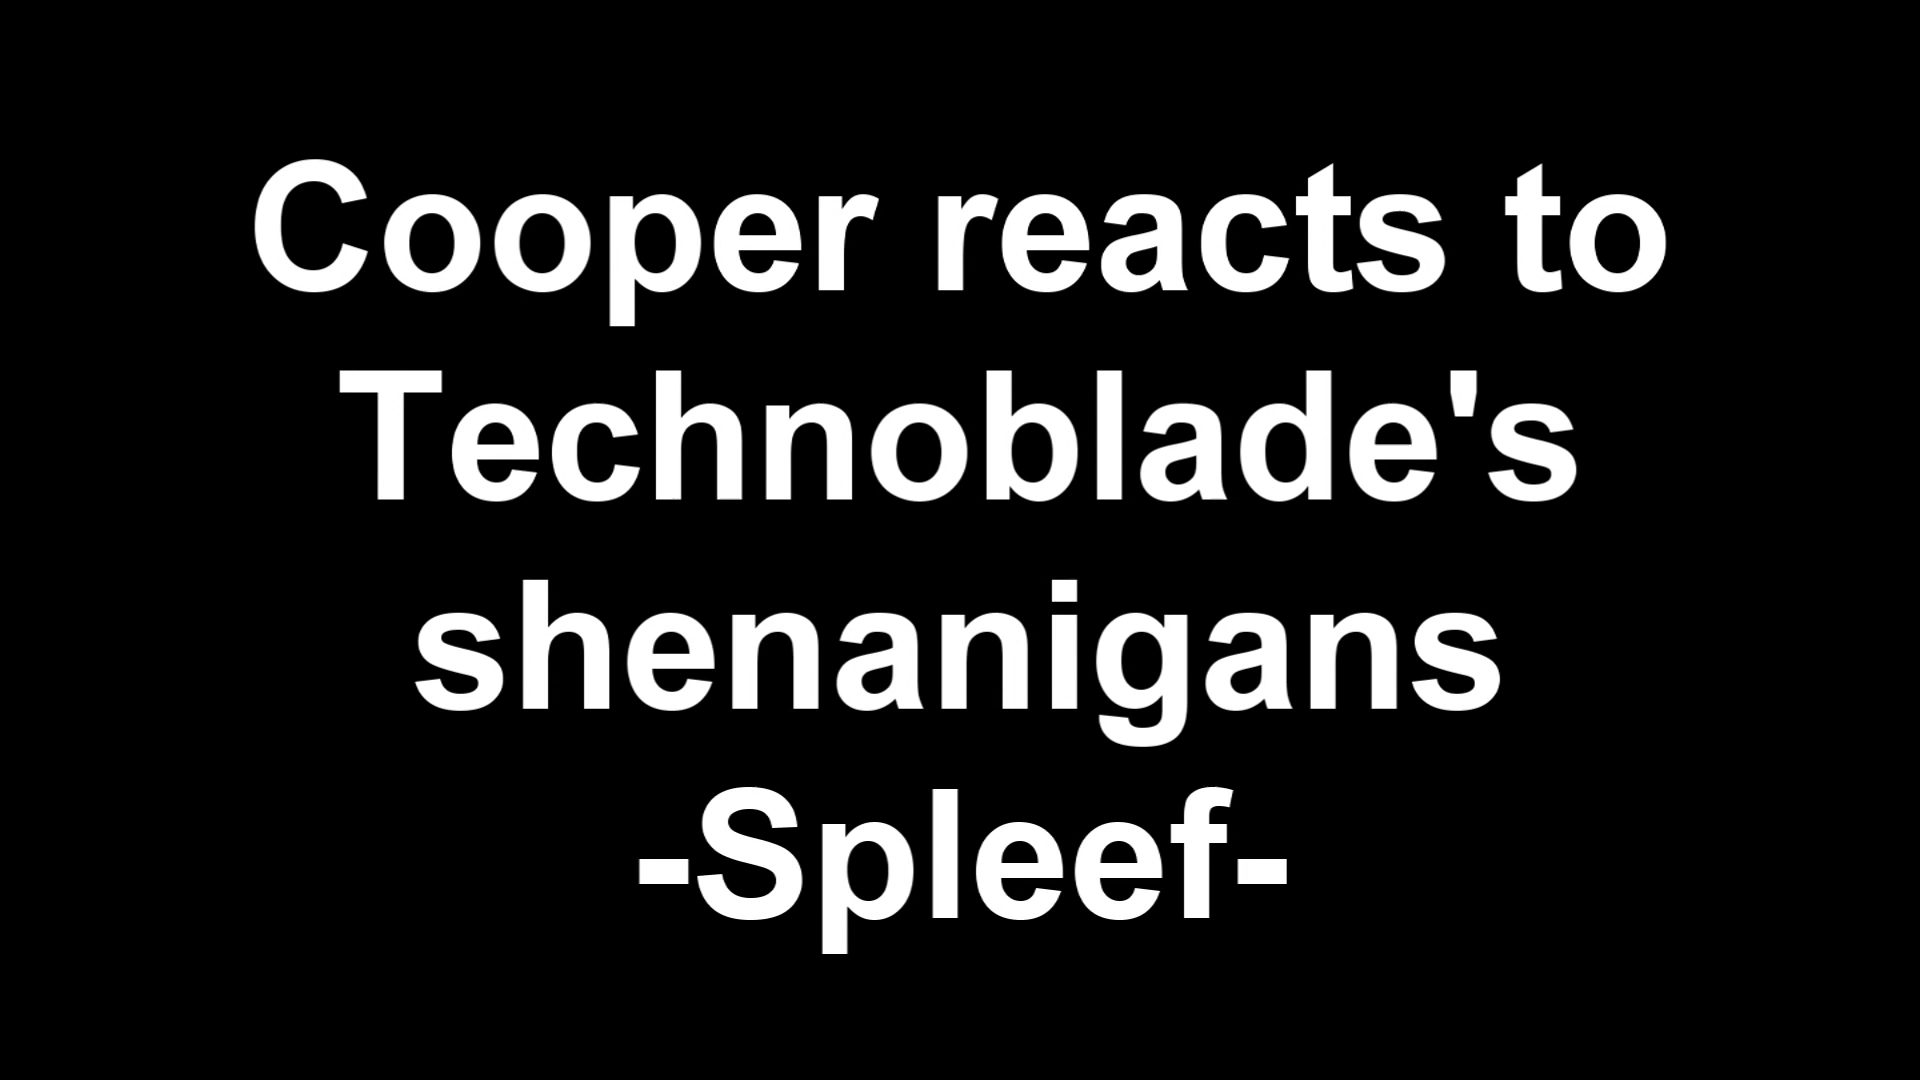 Cooper reacts to
Technoblade's
shenanigans
-Spleef-